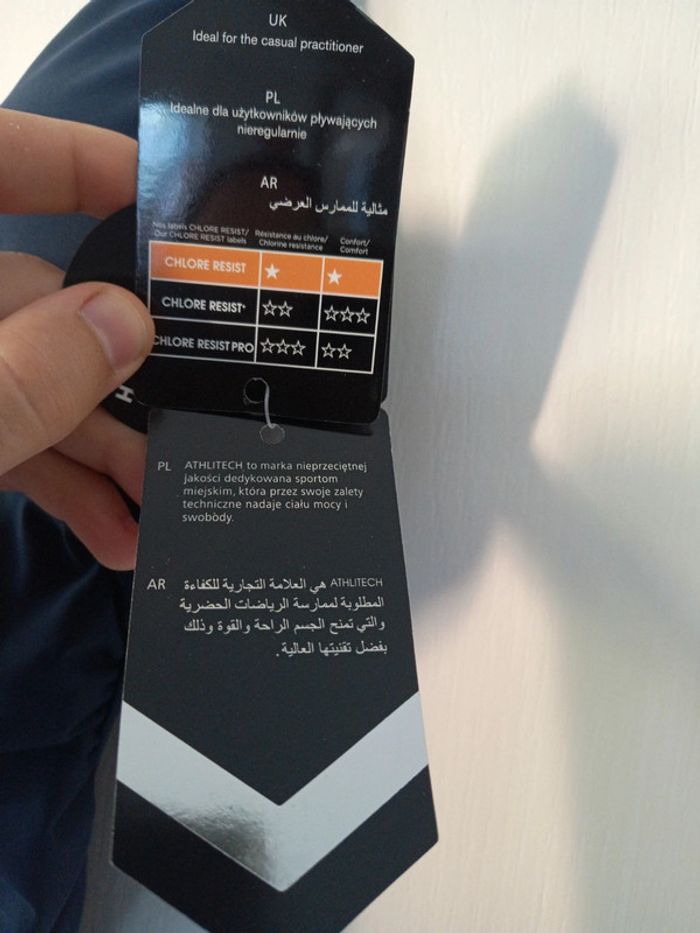 UK
Ideal for the casual practitioner
PL
Idealne dla użytkowników pływających
nieregularnie
AR
مثالية للممارس العرضي
Nos labels CHLORE RESIST/
Our CHLORE RESIST labels
Résistance au chlore/
Chlorine resistance
Confort/
Comfort
CHLORE RESIST ★ ★
CHLORE RESIST+ ☆☆ ☆☆☆
CHLORE RESIST PRO ☆☆☆ ☆☆
H
PL ATHLITECH to marka nieprzeciętnej
jakości dedykowana sportom
miejskim, która przez swoje zalety
techniczne nadaje ciału mocy i
swobody.
AR ATHLITECH هي العلامة التجارية للكفاءة
المطلوبة لممارسة الرياضات الحضرية
والتي تمنح الجسم الراحة والقوة وذلك
بفضل تقنيتها العالية.